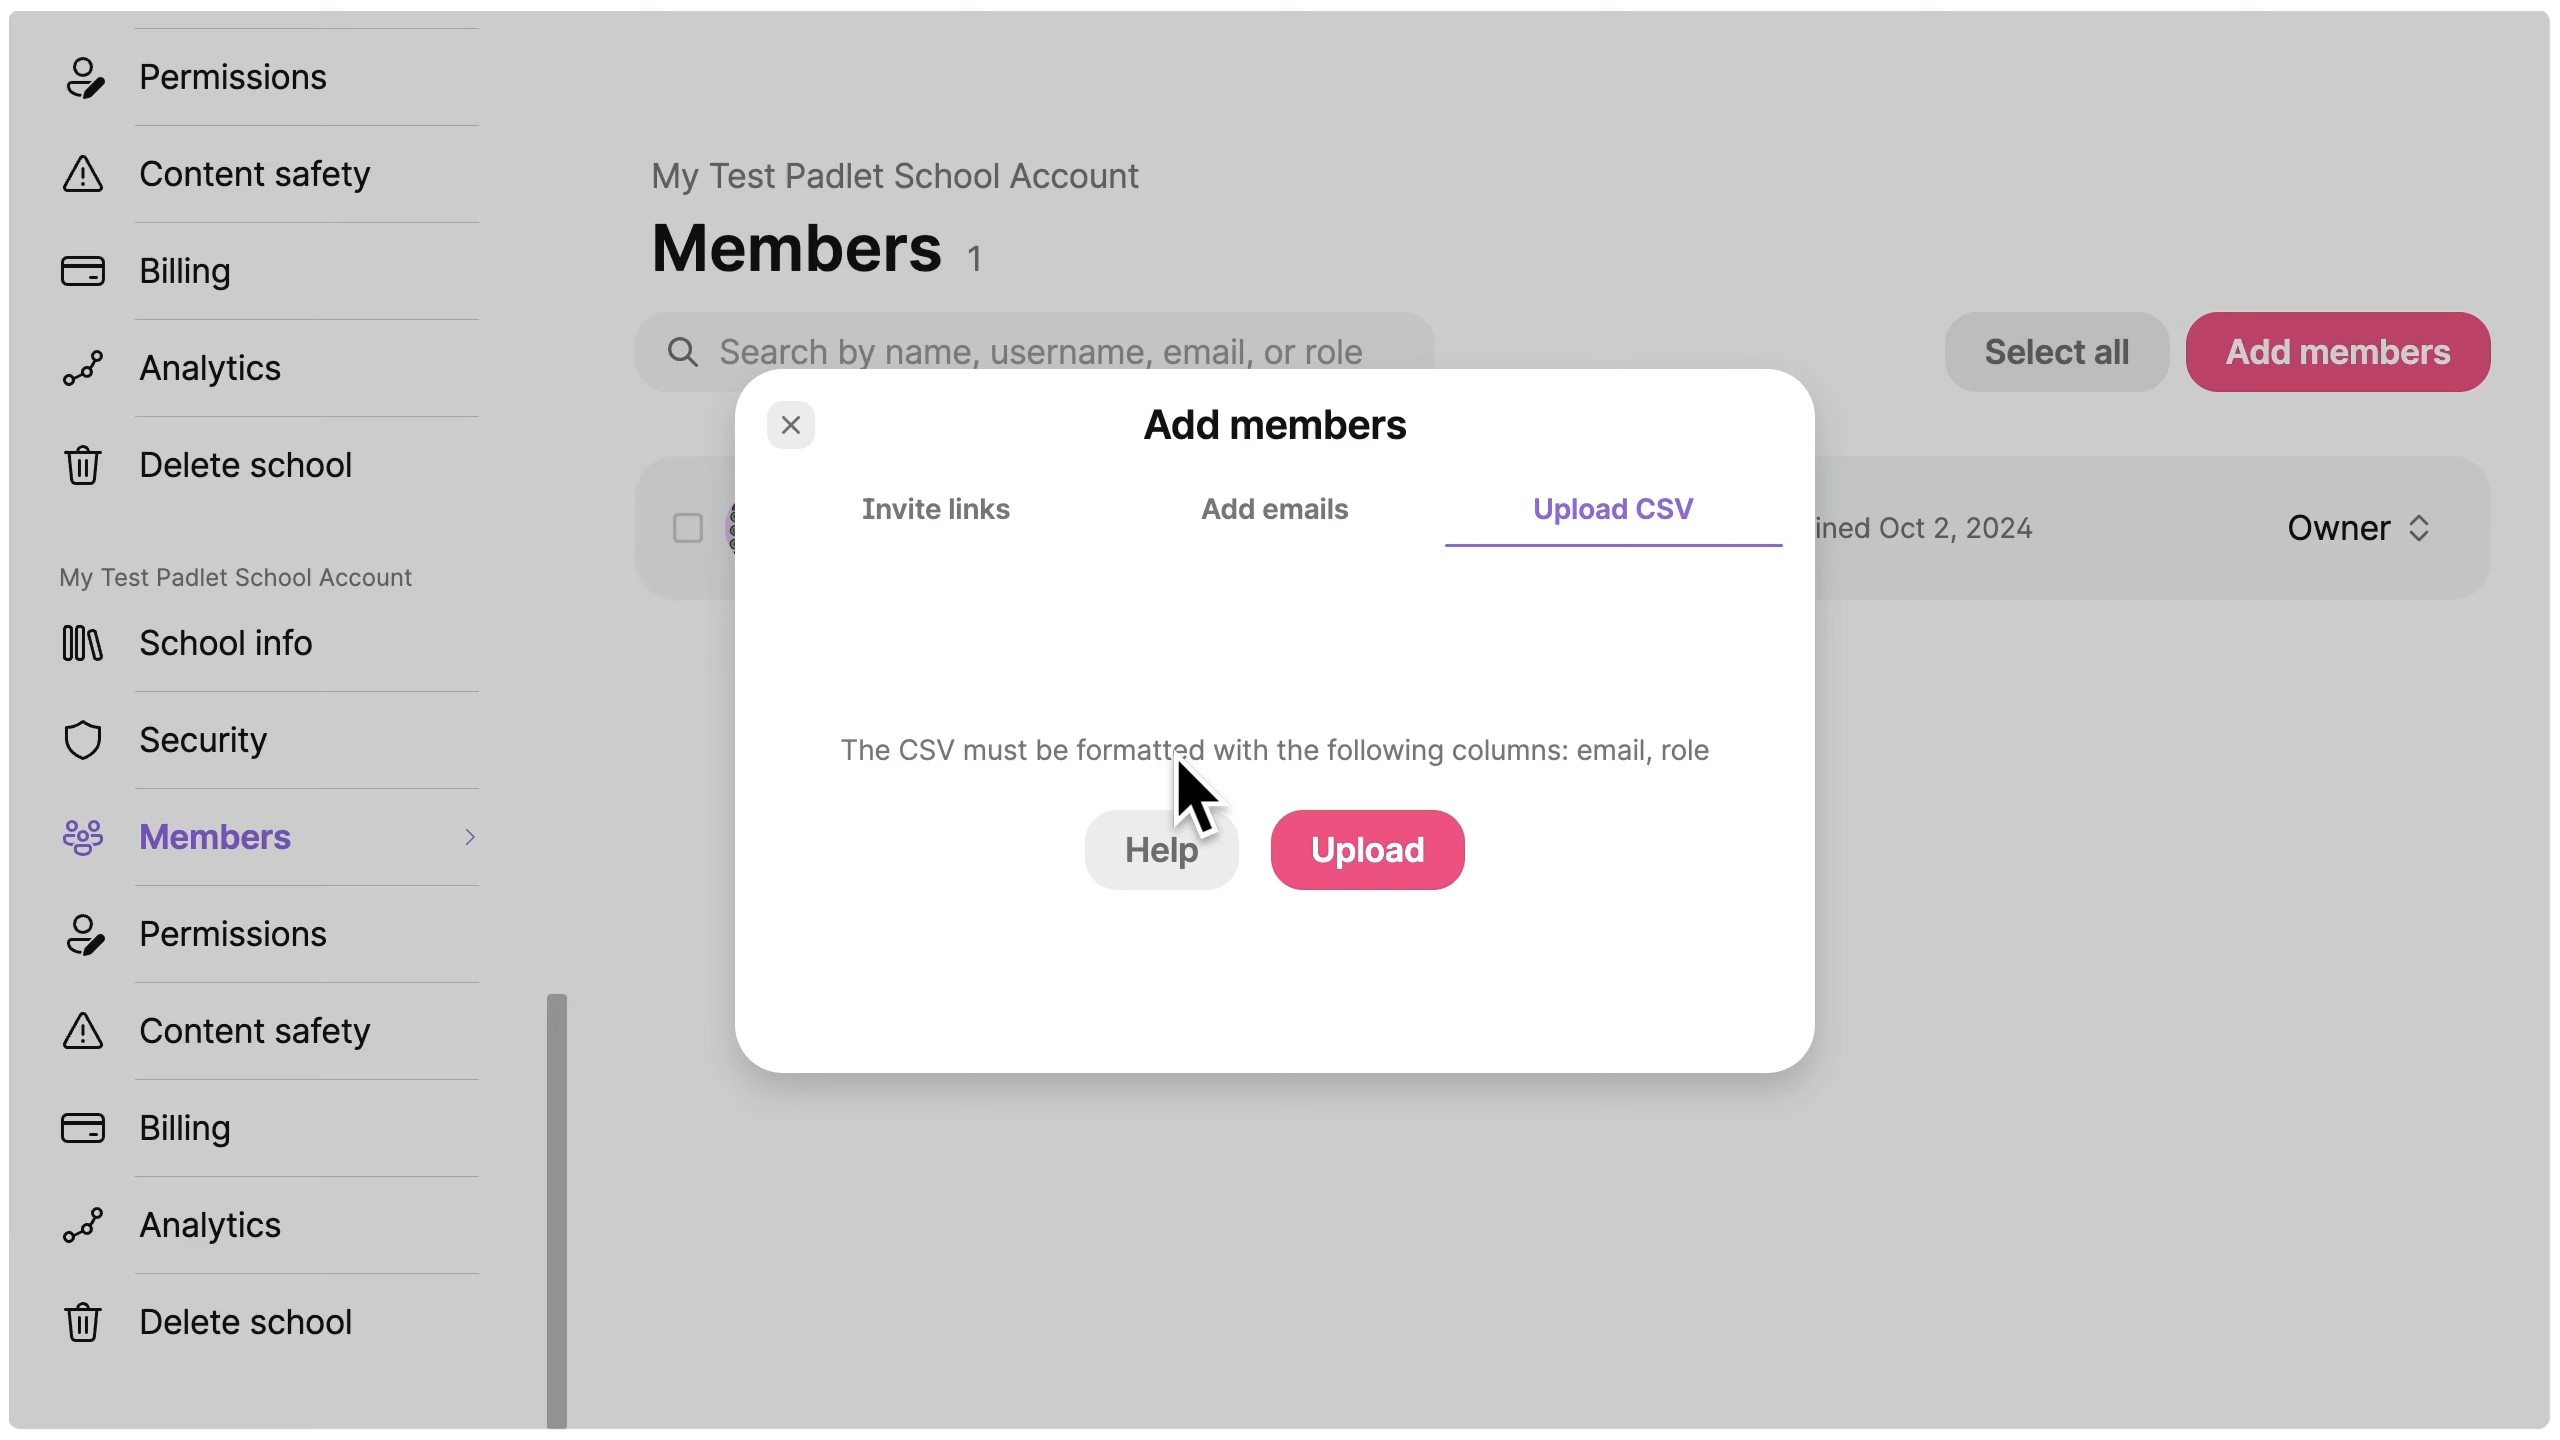 Permissions
Content safety
Billing
Analytics
Delete school
My Test Padlet School Account
School info
Security
Members
Permissions
Content safety
Billing
Analytics
Delete school
My Test Padlet School Account
Members 1
Search by name, username, email, or role
Select all
Add members
ined Oct 2, 2024
Owner
Add members
Invite links
Add emails
Upload CSV
The CSV must be formatted with the following columns: email, role
Help
Upload